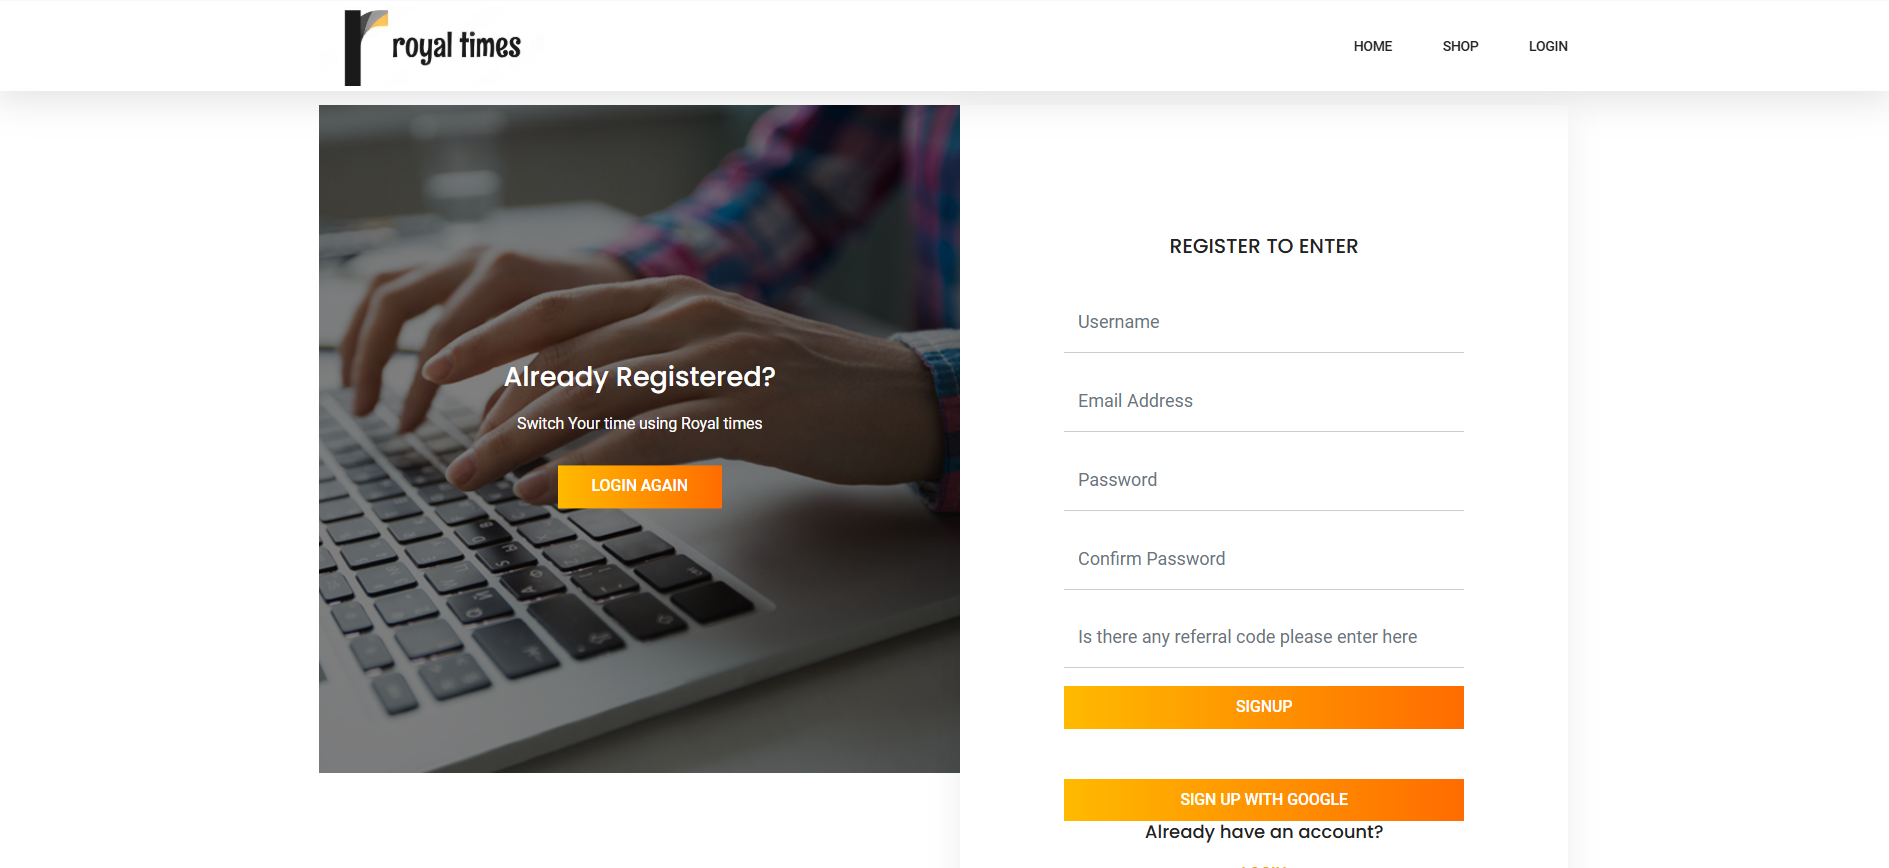 royal times
HOME
SHOP
LOGIN
Already Registered?
Switch Your time using Royal times
LOGIN AGAIN
REGISTER TO ENTER
Username
Email Address
Password
Confirm Password
Is there any referral code please enter here
SIGNUP
SIGN UP WITH GOOGLE
Already have an account?